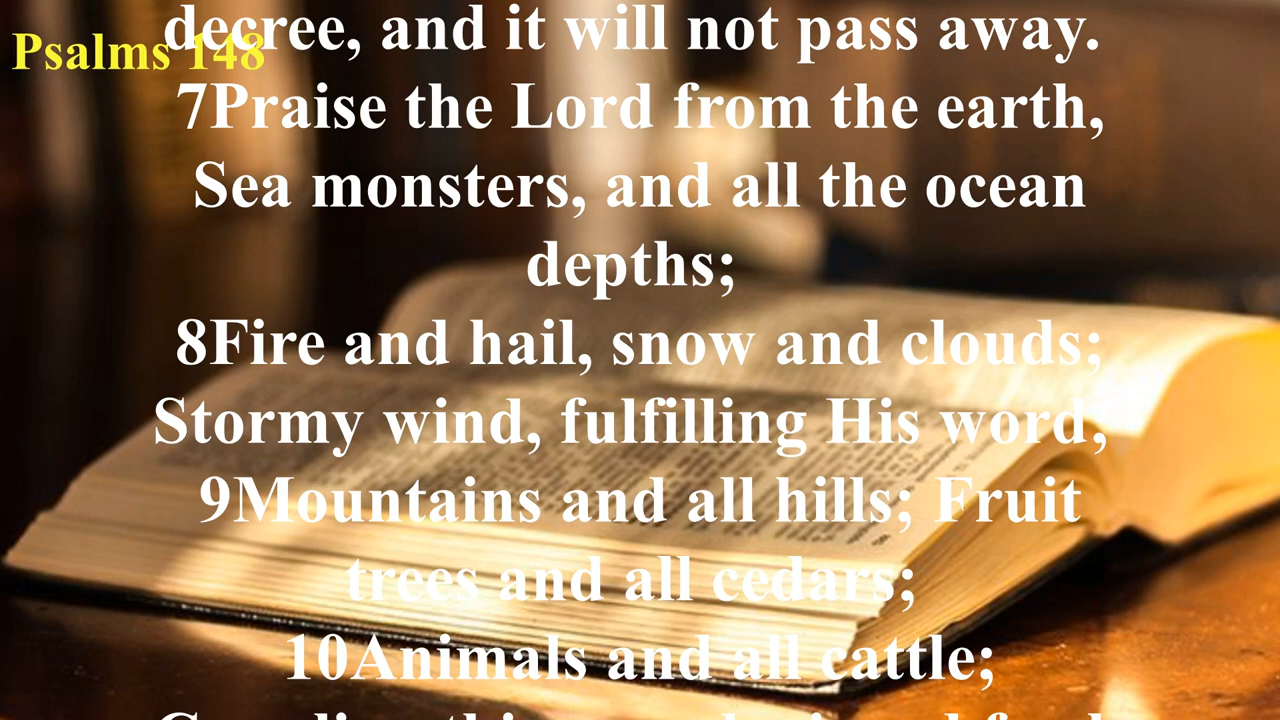 decree, and it will not pass away.
Psalms 148
7Praise the Lord from the earth,
Sea monsters, and all the ocean
depths;
8Fire and hail, snow and clouds;
Stormy wind, fulfilling His word;
9Mountains and all hills; Fruit
trees and all cedars;
10Animals and all cattle;